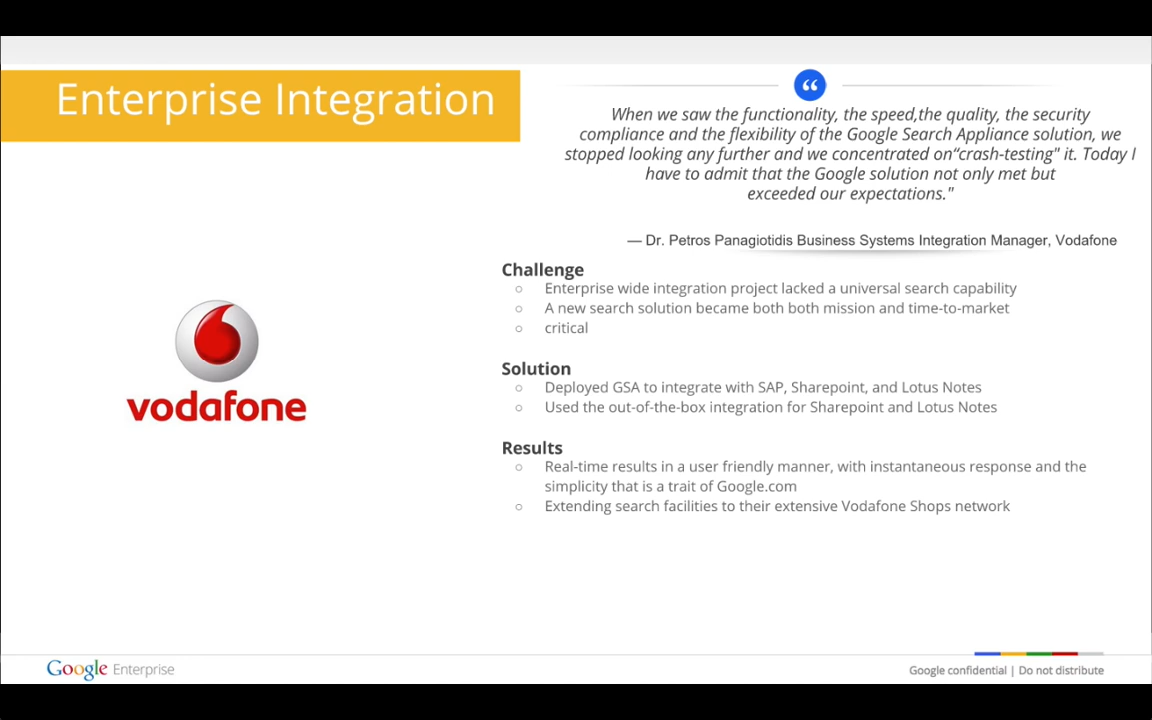 Enterprise Integration
“
When we saw the functionality, the speed,the quality, the security
compliance and the flexibility of the Google Search Appliance solution, we
stopped looking any further and we concentrated on“crash-testing" it. Today I
have to admit that the Google solution not only met but
exceeded our expectations."
— Dr. Petros Panagiotidis Business Systems Integration Manager, Vodafone
vodafone
Challenge
○ Enterprise wide integration project lacked a universal search capability
○ A new search solution became both both mission and time-to-market
○ critical
Solution
○ Deployed GSA to integrate with SAP, Sharepoint, and Lotus Notes
○ Used the out-of-the-box integration for Sharepoint and Lotus Notes
Results
○ Real-time results in a user friendly manner, with instantaneous response and the
simplicity that is a trait of Google.com
○ Extending search facilities to their extensive Vodafone Shops network
Google Enterprise
Google confidential | Do not distribute